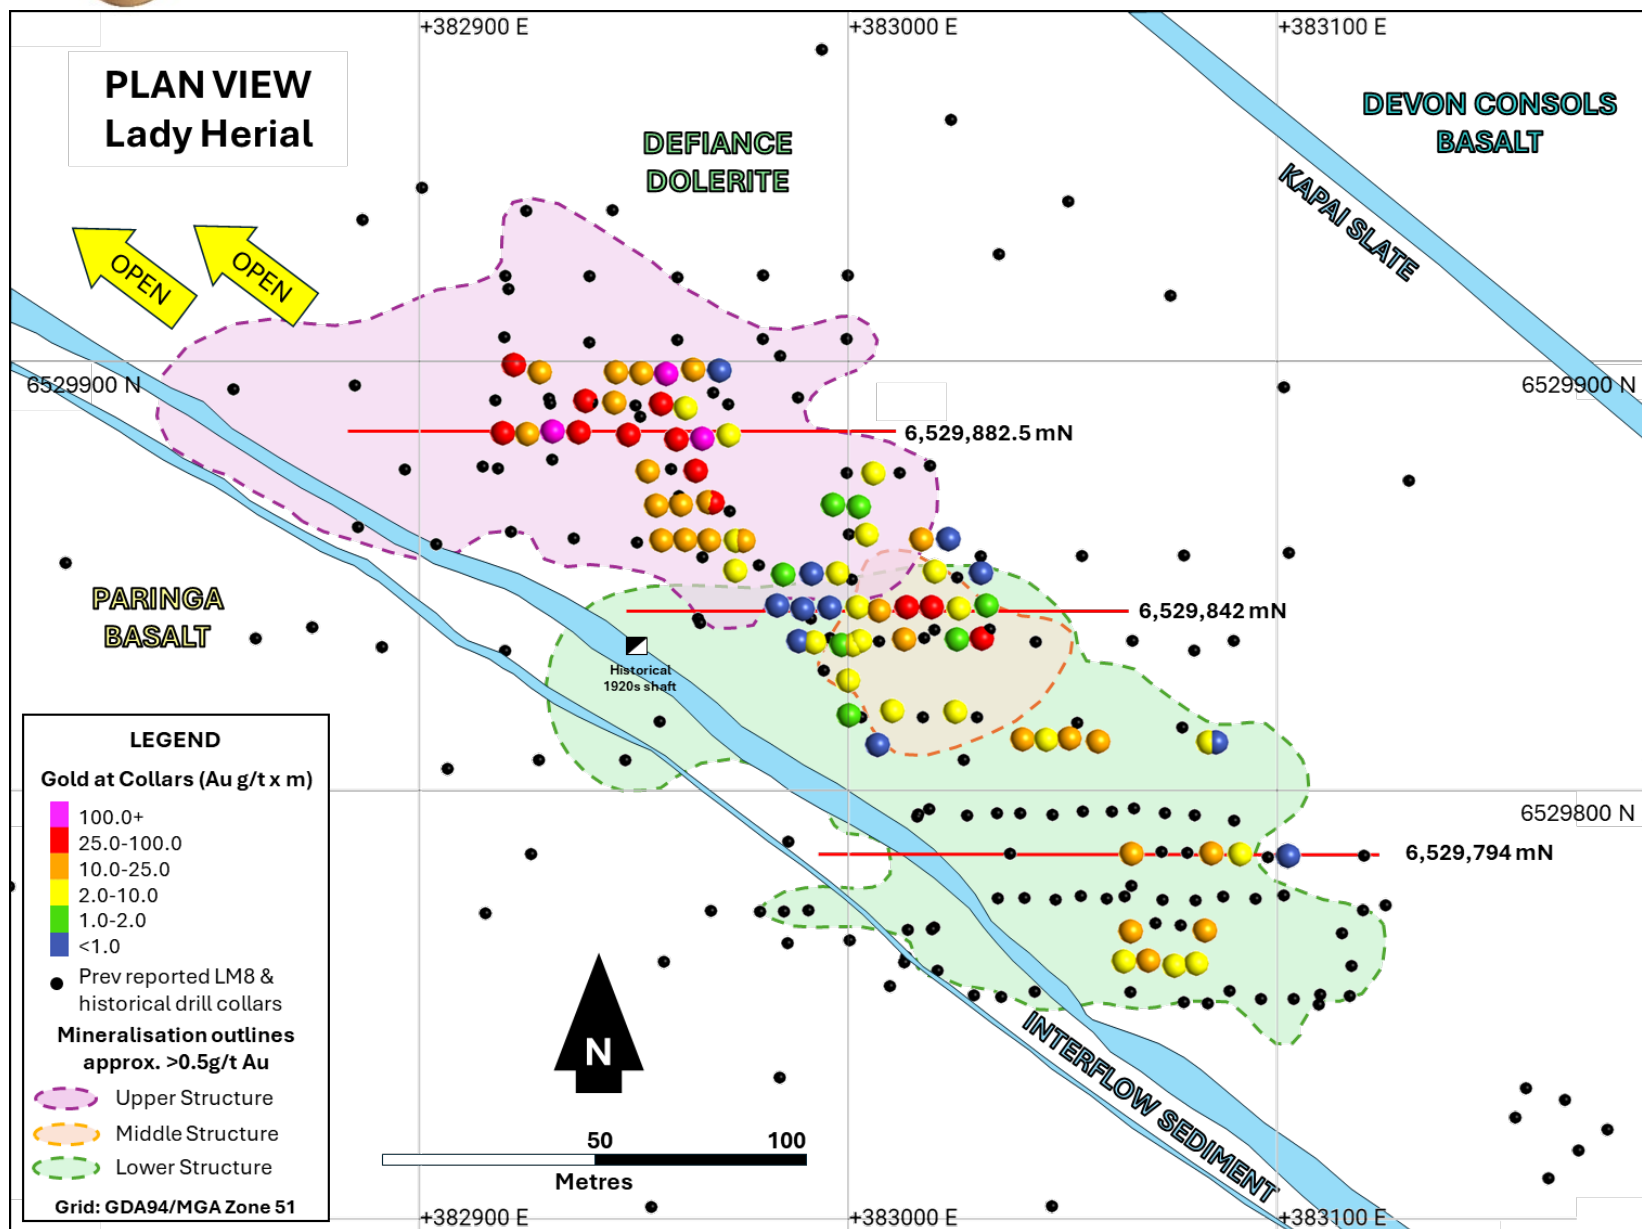 +382900 E
+383000 E
+383100 E
PLAN VIEW
Lady Herial
DEFIANCE
DOLERITE
DEVON CONSOLS
BASALT
KAPAI SLATE
OPEN
OPEN
6529900 N
6529900 N
6,529,882.5 mN
PARINGA
BASALT
6,529,842 mN
Historical
1920s shaft
6529800 N
6,529,794 mN
LEGEND
Gold at Collars (Au g/t x m)
100.0+
25.0-100.0
10.0-25.0
2.0-10.0
1.0-2.0
<1.0
Prev reported LM8 &
historical drill collars
Mineralisation outlines
approx. >0.5g/t Au
Upper Structure
Middle Structure
Lower Structure
Grid: GDA94/MGA Zone 51
N
50
100
Metres
INTERFLOW SEDIMENT
+382900 E
+383000 E
+383100 E